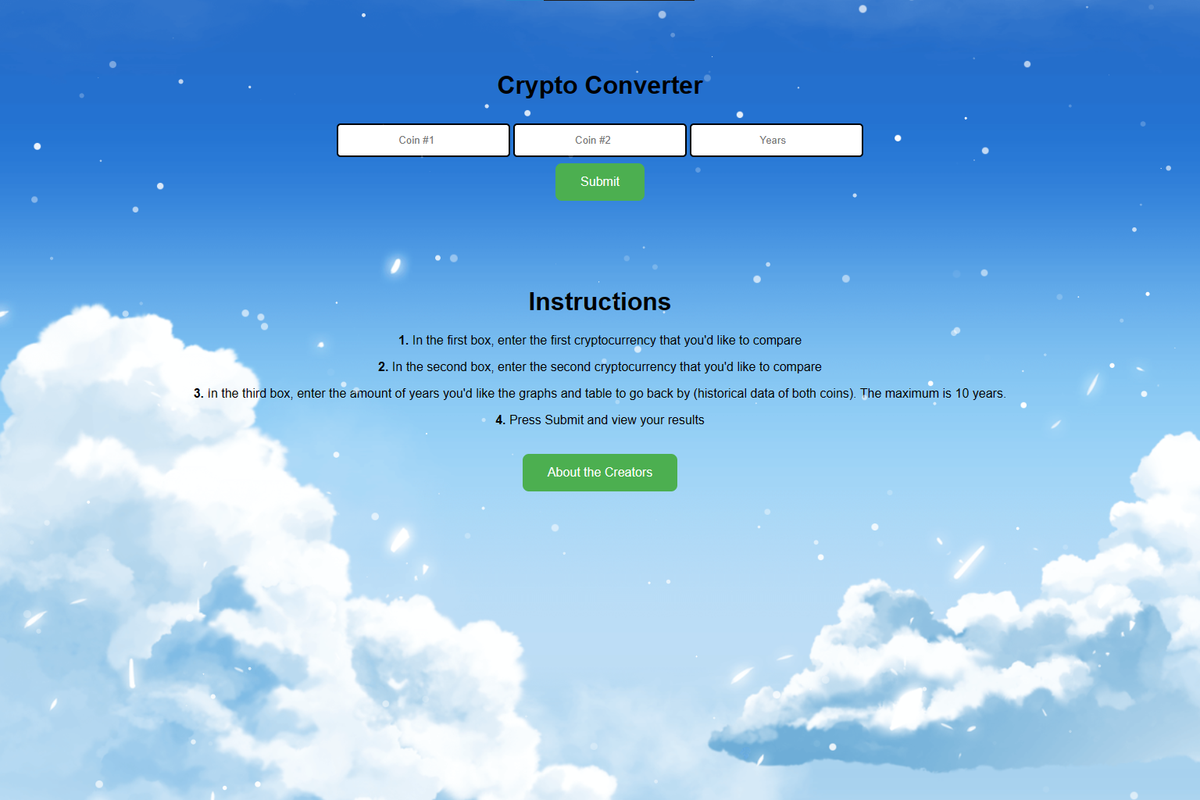 Crypto Converter
Coin #1 Coin #2 Years
Submit
Instructions
1. In the first box, enter the first cryptocurrency that you'd like to compare
2. In the second box, enter the second cryptocurrency that you'd like to compare
3. in the third box, enter the amount of years you'd like the graphs and table to go back by (historical data of both coins). The maximum is 10 years.
4. Press Submit and view your results
About the Creators